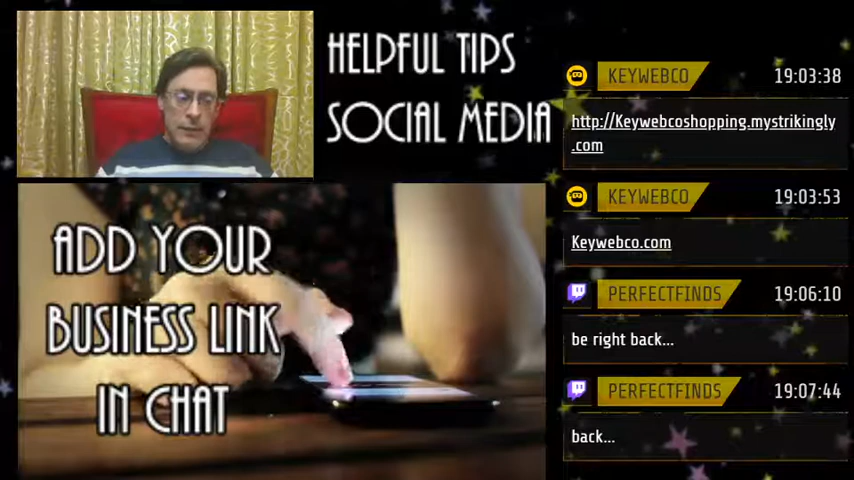 HELPFUL TIPS
SOCIAL MEDIA
ADD YOUR
BUSINESS LINK
IN CHAT
KEYWEBCO 19:03:38
http://Keywebcoshopping.mystrikingly
.com
KEYWEBCO 19:03:53
Keywebco.com
PERFECTFINDS 19:06:10
be right back...
PERFECTFINDS 19:07:44
back...